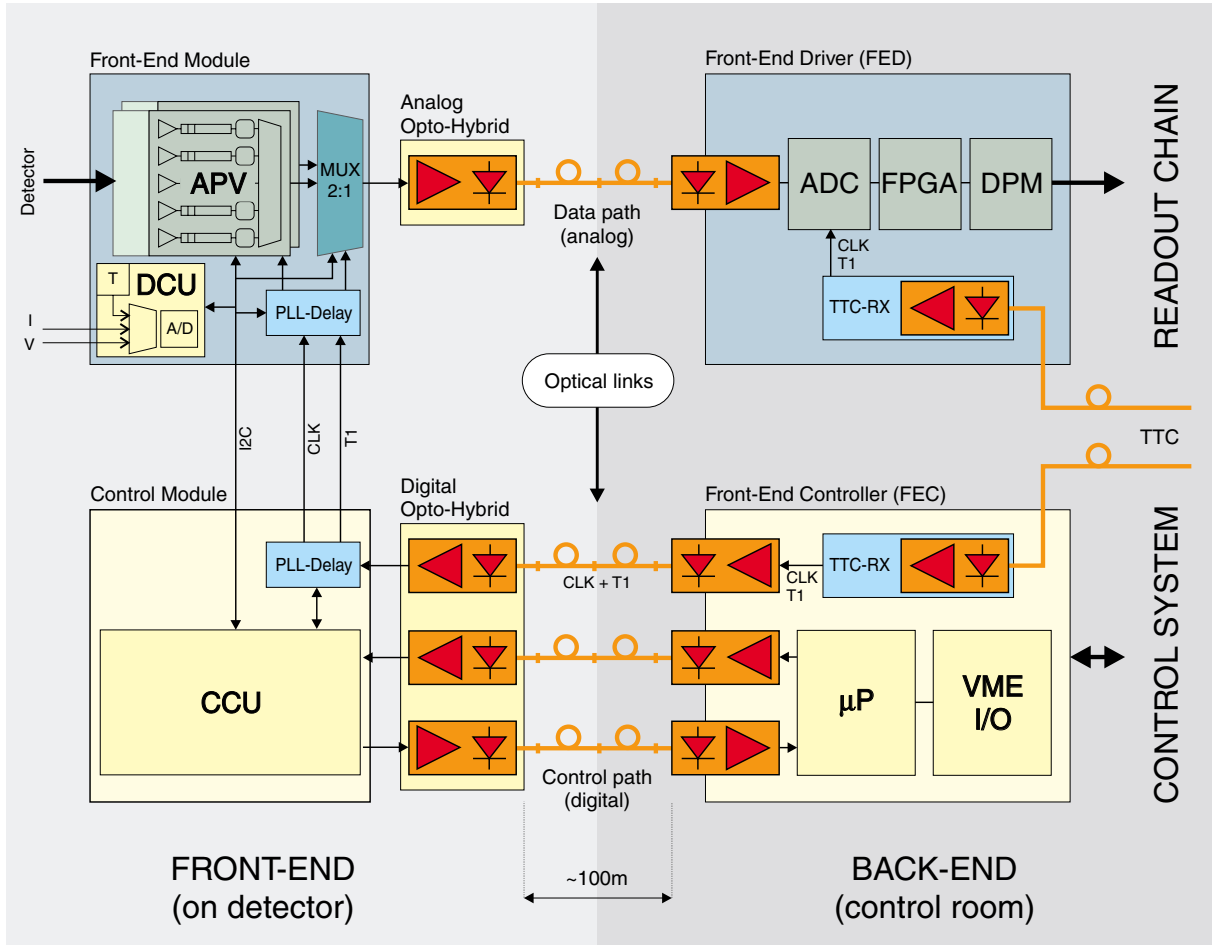 Front-End Module
Front-End Driver (FED)
Analog
Opto-Hybrid
Detector
APV
MUX
2:1
ADC
FPGA
DPM
READOUT CHAIN
Data path
(analog)
CLK
T1
T
DCU
A/D
PLL-Delay
TTC-RX
I
V
Optical links
I2C
CLK
T1
TTC
Control Module
Digital
Opto-Hybrid
Front-End Controller (FEC)
PLL-Delay
CLK + T1
CLK
T1
TTC-RX
CONTROL SYSTEM
CCU
µP
VME
I/O
Control path
(digital)
~100m
FRONT-END
(on detector)
BACK-END
(control room)